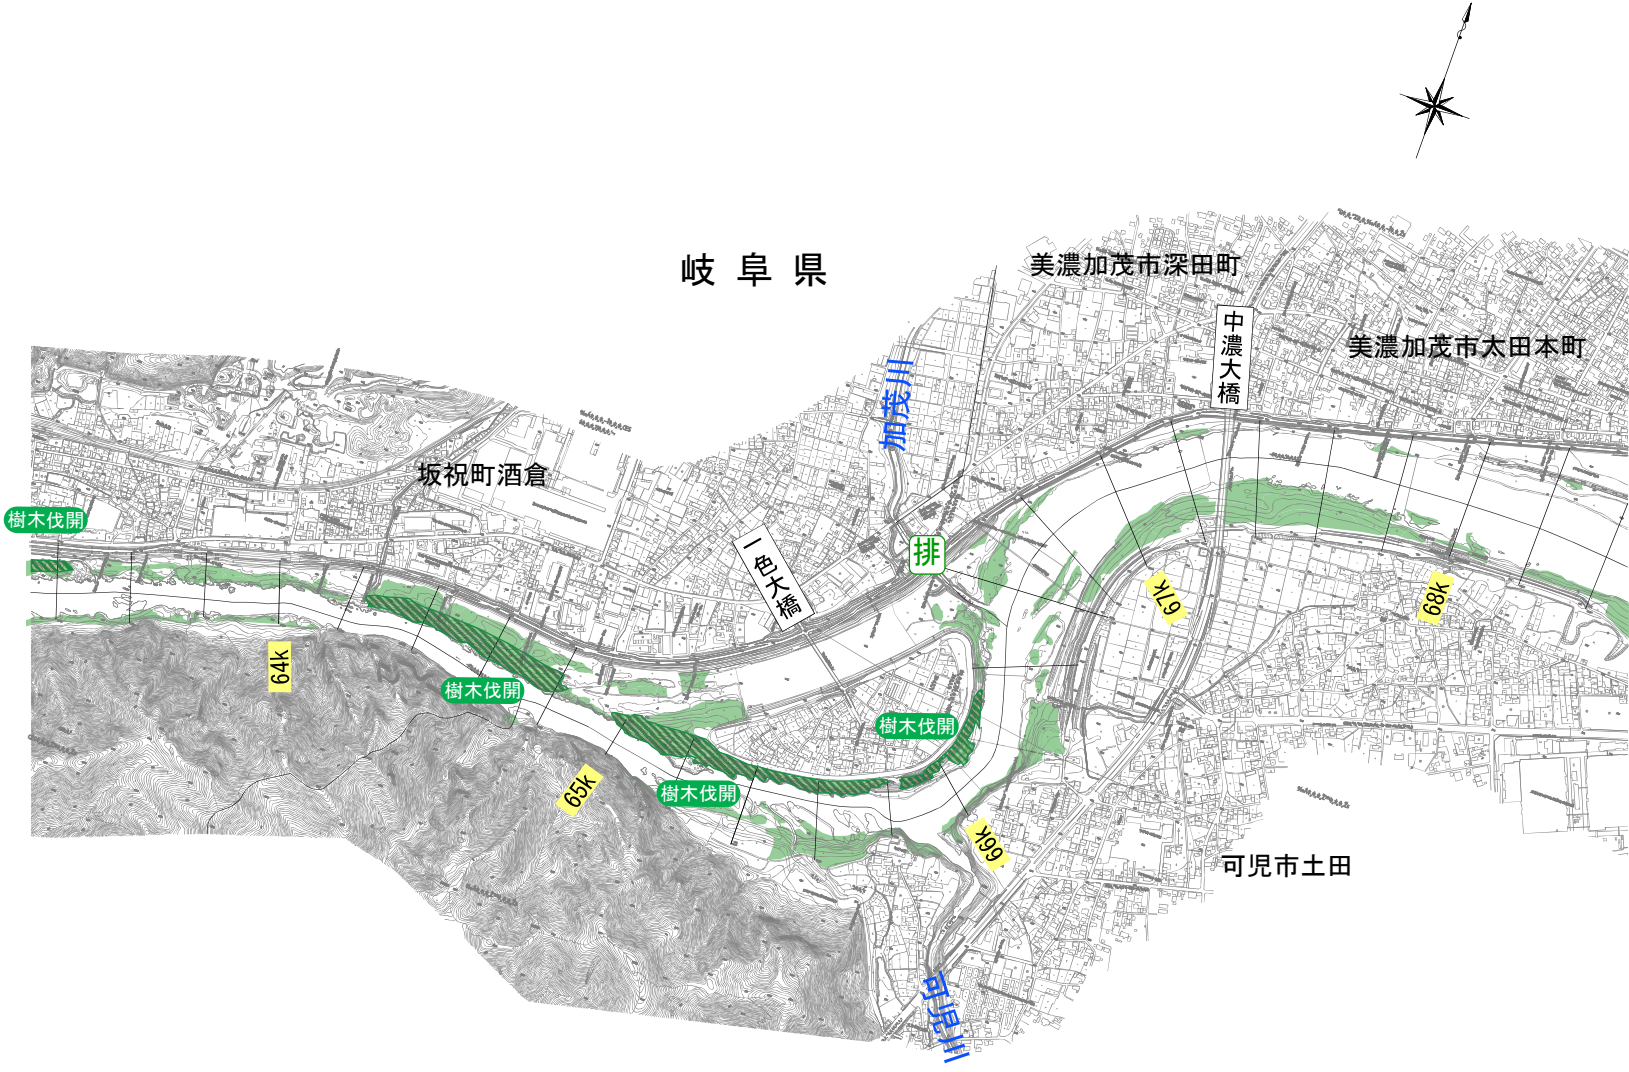 岐阜県
美濃加茂市深田町
中濃大橋
美濃加茂市太田本町
加茂川
坂祝町酒倉
樹木伐開
一色大橋
排
67k
68k
64k
樹木伐開
樹木伐開
65k
樹木伐開
66k
可児市土田
可児川